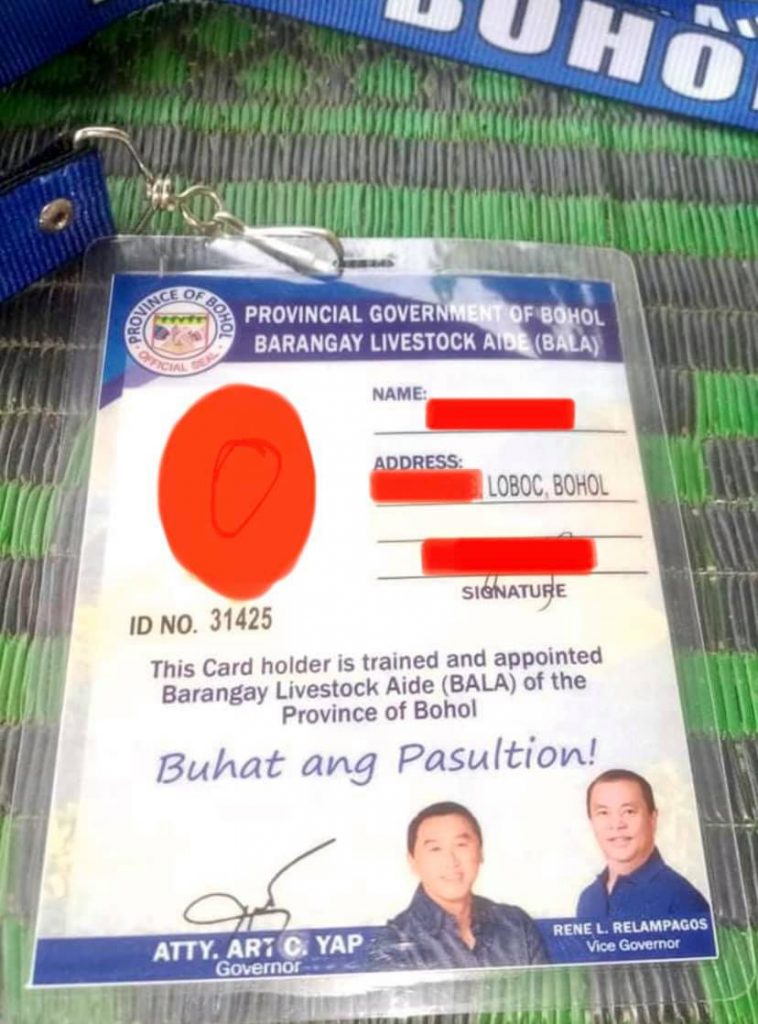 BOHO
PROVINCE OF BOHOL
OFFICIAL SEAL
PROVINCIAL GOVERNMENT OF BOHOL
BARANGAY LIVESTOCK AIDE (BALA)
NAME:
ADDRESS:
LOBOC, BOHOL
SIGNATURE
ID NO. 31425
This Card holder is trained and appointed
Barangay Livestock Aide (BALA) of the
Province of Bohol
Buhat ang Pasultion!
ATTY. ART C. YAP
Governor
RENE L. RELAMPAGOS
Vice Governor